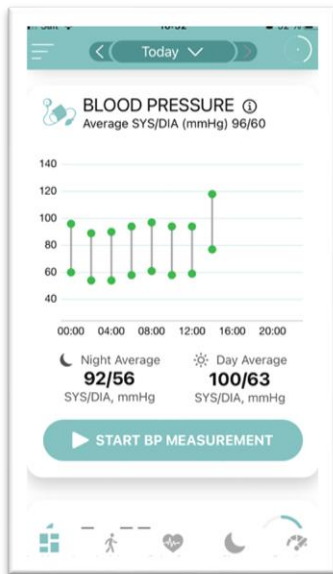 Today
BLOOD PRESSURE
Average SYS/DIA (mmHg) 96/60
140
120
100
80
60
40
00:00 04:00 08:00 12:00 16:00 20:00
Night Average
92/56
SYS/DIA, mmHg
Day Average
100/63
SYS/DIA, mmHg
START BP MEASUREMENT